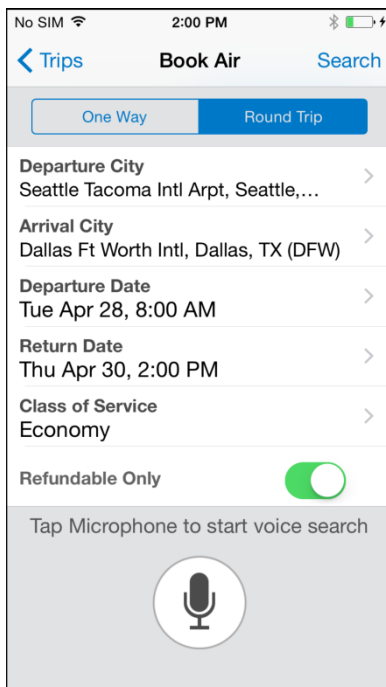 No SIM 2:00 PM
Trips Book Air Search
One Way Round Trip
Departure City
Seattle Tacoma Intl Arpt, Seattle,...
Arrival City
Dallas Ft Worth Intl, Dallas, TX (DFW)
Departure Date
Tue Apr 28, 8:00 AM
Return Date
Thu Apr 30, 2:00 PM
Class of Service
Economy
Refundable Only
Tap Microphone to start voice search